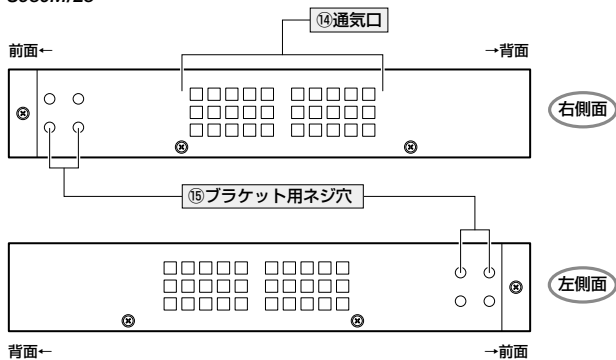 ⑭通気口
前面←
→背面
右側面
⑮ブラケット用ネジ穴
左側面
背面←
→前面